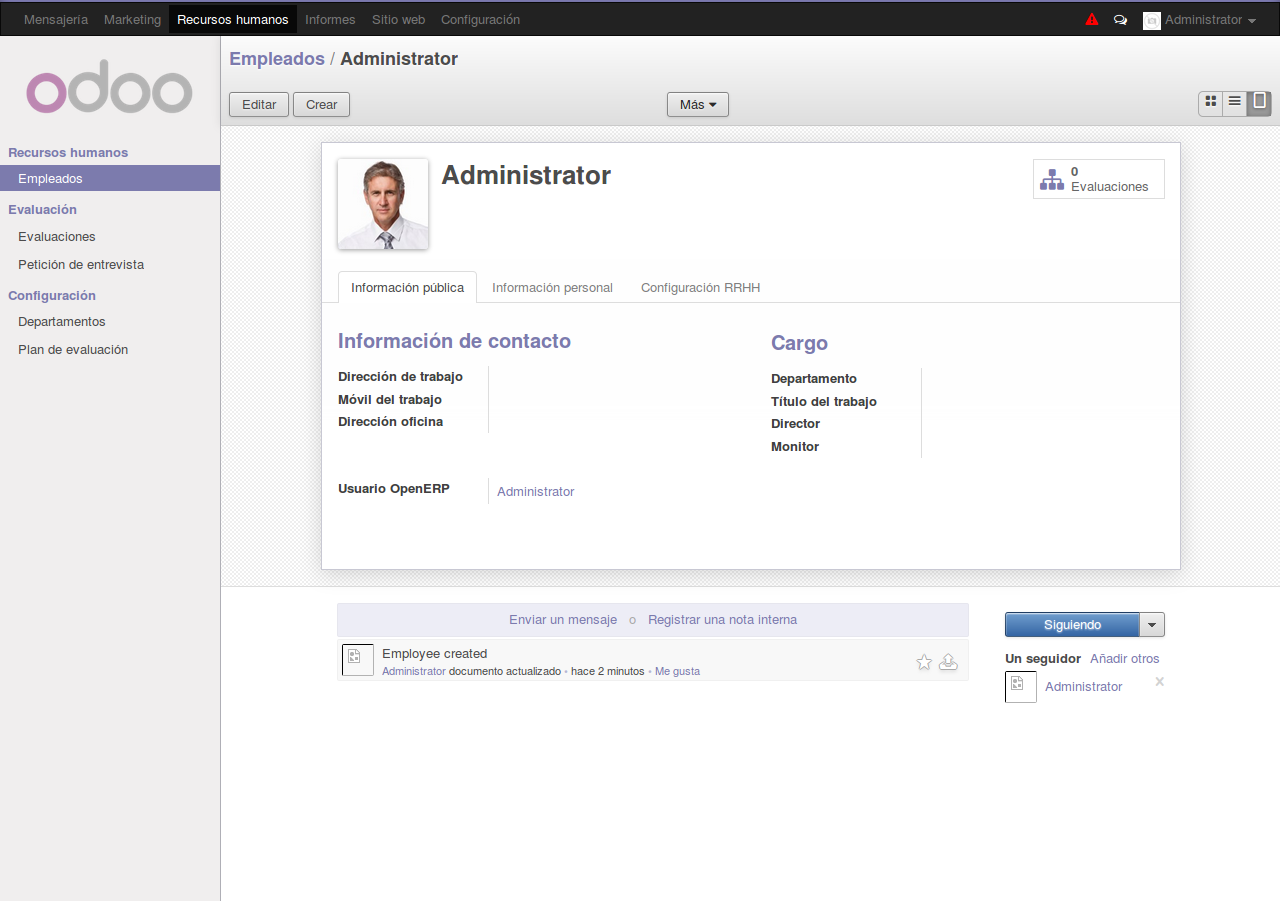 Mensajería Marketing Recursos humanos Informes Sitio web Configuración Administrator
odoo
Empleados / Administrator
Editar Crear Más
Recursos humanos
Empleados
Evaluación
Evaluaciones
Petición de entrevista
Configuración
Departamentos
Plan de evaluación
Administrator
0
Evaluaciones
Información pública Información personal Configuración RRHH
Información de contacto
Dirección de trabajo
Móvil del trabajo
Dirección oficina
Cargo
Departamento
Título del trabajo
Director
Monitor
Usuario OpenERP Administrator
Enviar un mensaje o Registrar una nota interna
Employee created
Administrator documento actualizado • hace 2 minutos • Me gusta
Siguiendo
Un seguidor Añadir otros
Administrator x